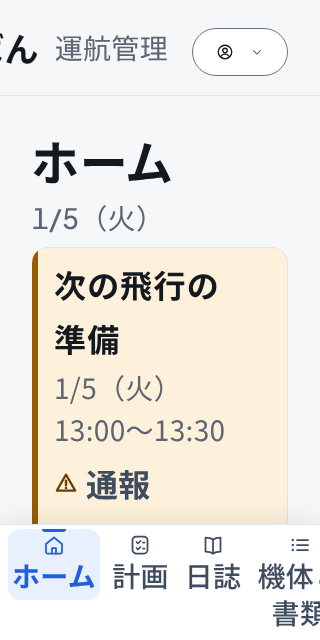 ん 運航管理
ホーム
1/5（火）
次の飛行の
準備
1/5（火）
13:00〜13:30
通報
ホーム 計画 日誌 機体
書類